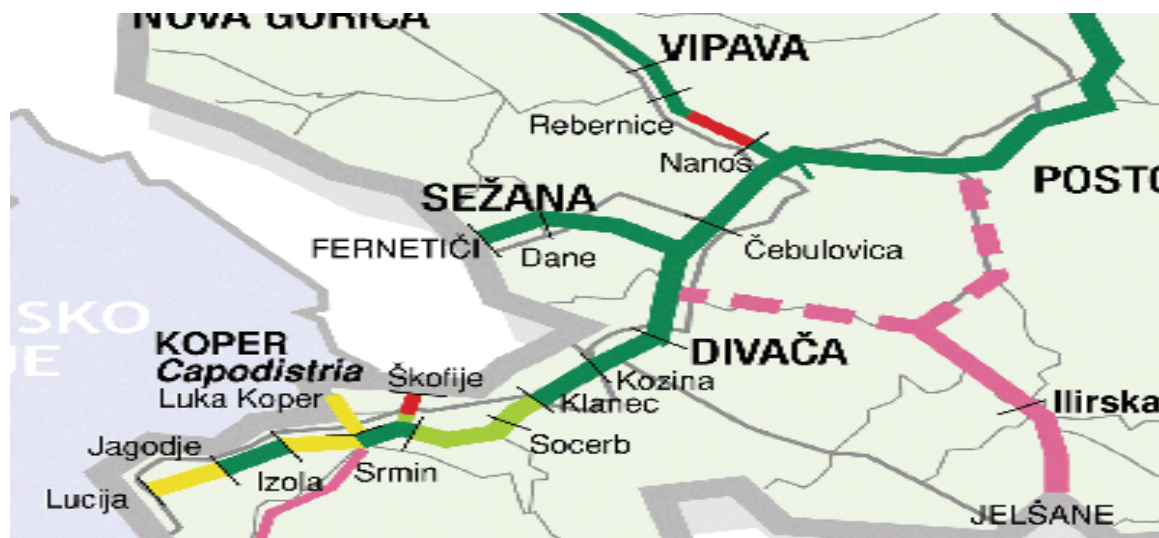 NOVA GORICA
VIPAVA
Rebernice
Nanos
POSTO
SEŽANA
FERNETIČI
Dane
Čebulovica
SKO
JE
KOPER
Capodistria
Luka Koper
Škofije
DIVAČA
Kozina
Klanec
Ilirska
Jagodje
Socerb
Izola
Srmin
Lucija
JELŠANE